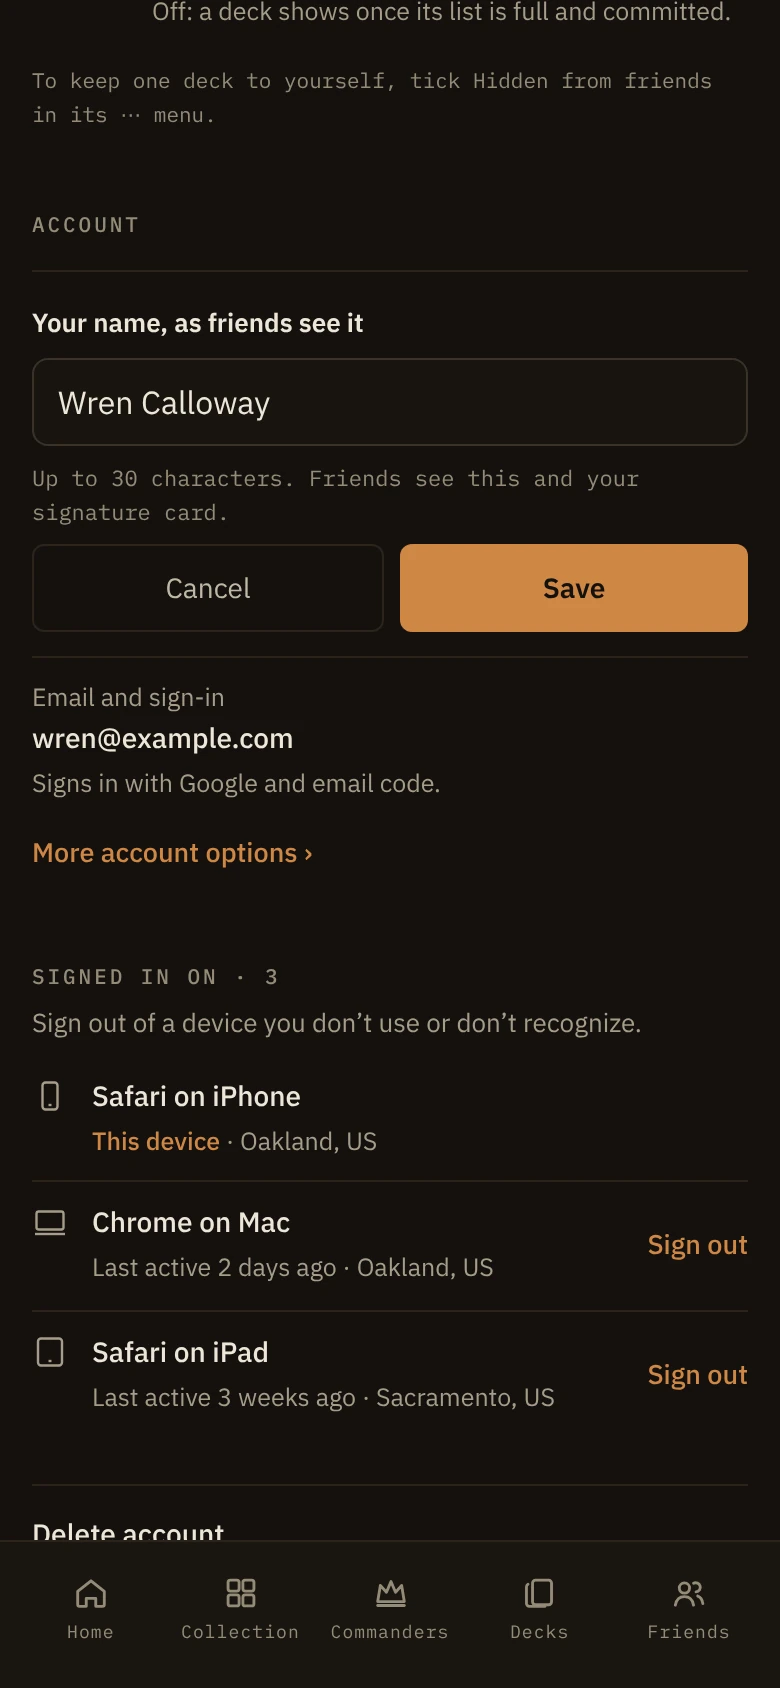 Off: a deck shows once its list is full and committed.
To keep one deck to yourself, tick Hidden from friends
in its ··· menu.
ACCOUNT
Your name, as friends see it
Wren Calloway
Up to 30 characters. Friends see this and your
signature card.
Cancel
Save
Email and sign-in
wren@example.com
Signs in with Google and email code.
More account options ›
SIGNED IN ON · 3
Sign out of a device you don’t use or don’t recognize.
Safari on iPhone
This device · Oakland, US
Chrome on Mac
Last active 2 days ago · Oakland, US
Sign out
Safari on iPad
Last active 3 weeks ago · Sacramento, US
Sign out
Delete account
Home
Collection
Commanders
Decks
Friends